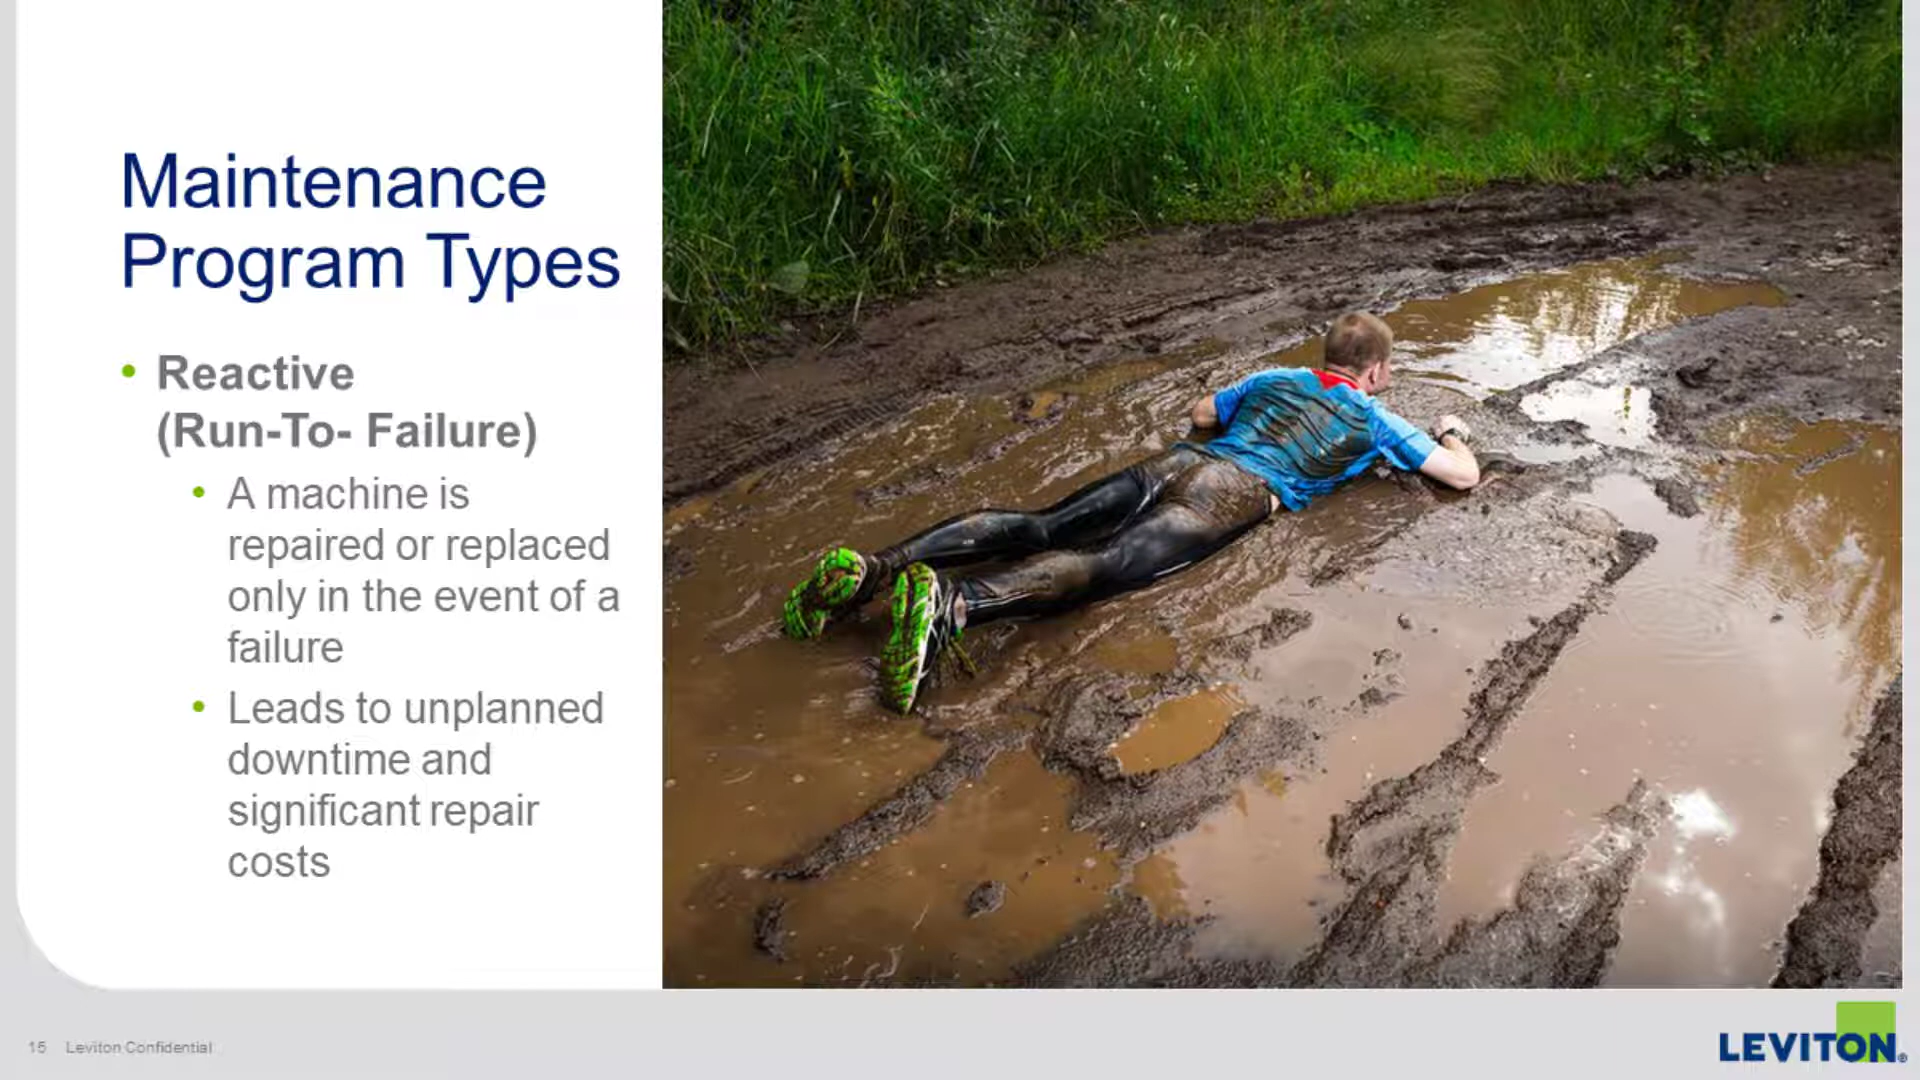 Maintenance
Program Types
• Reactive
(Run-To- Failure)
• A machine is
repaired or replaced
only in the event of a
failure
• Leads to unplanned
downtime and
significant repair
costs
15 Leviton Confidential
LEVITON®